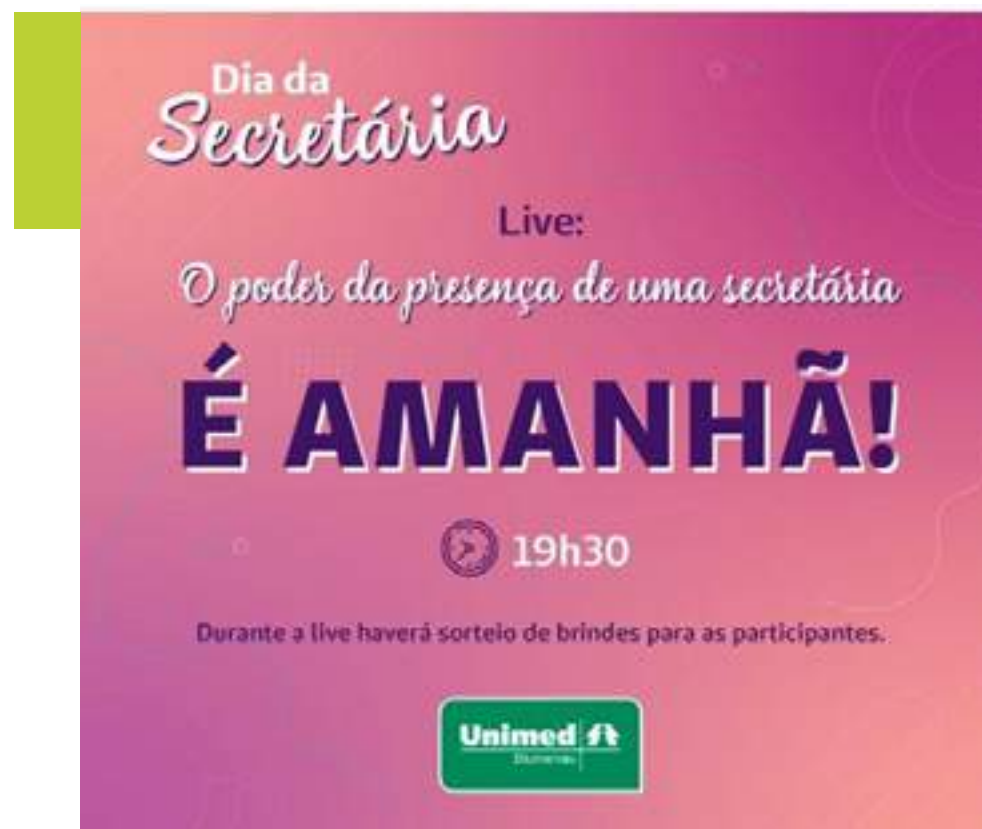 Dia da
Secretária
Live:
O poder da presença de uma secretária
É AMANHÃ!
19h30
Durante a live haverá sorteio de brindes para as participantes.
Unimed
Blumenau